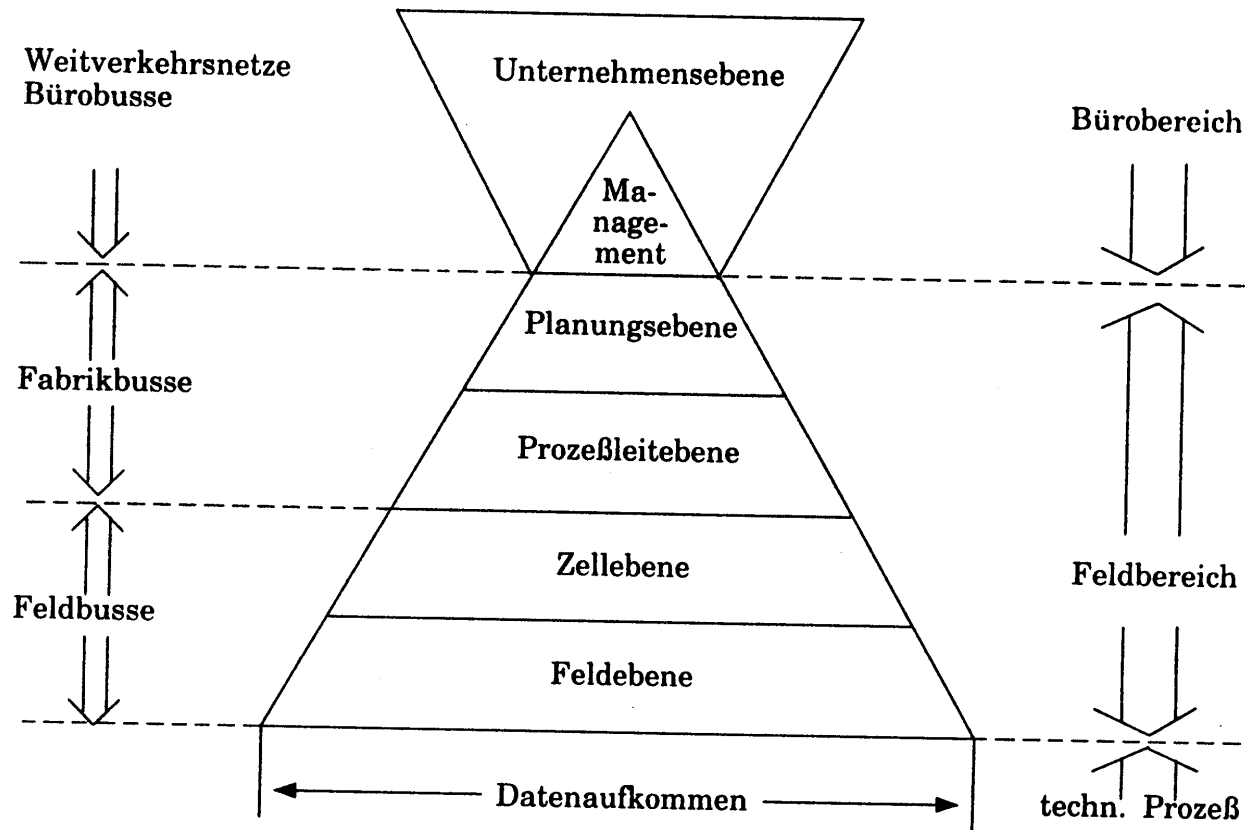 Weitverkehrsnetze
Bürobusse
Unternehmensebene
Bürobereich
Ma-
nage-
ment
Planungsebene
Fabrikbusse
Prozeßleitebene
Zellebene
Feldbereich
Feldbusse
Feldebene
Datenaufkommen
techn. Prozeß